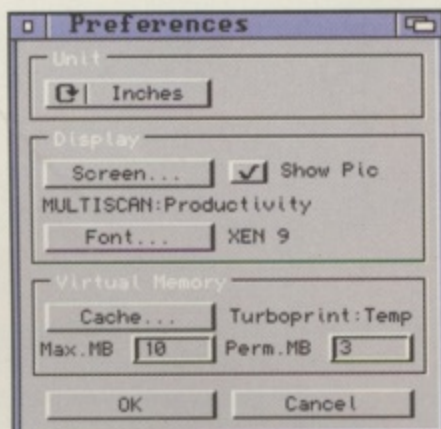 Preferences
Unit
Inches
Display
Screen... Show Pic
MULTISCAN:Productivity
Font... XEN 9
Virtual Memory
Cache... Turboprint:Temp
Max.MB 10 Perm.MB 3
OK Cancel